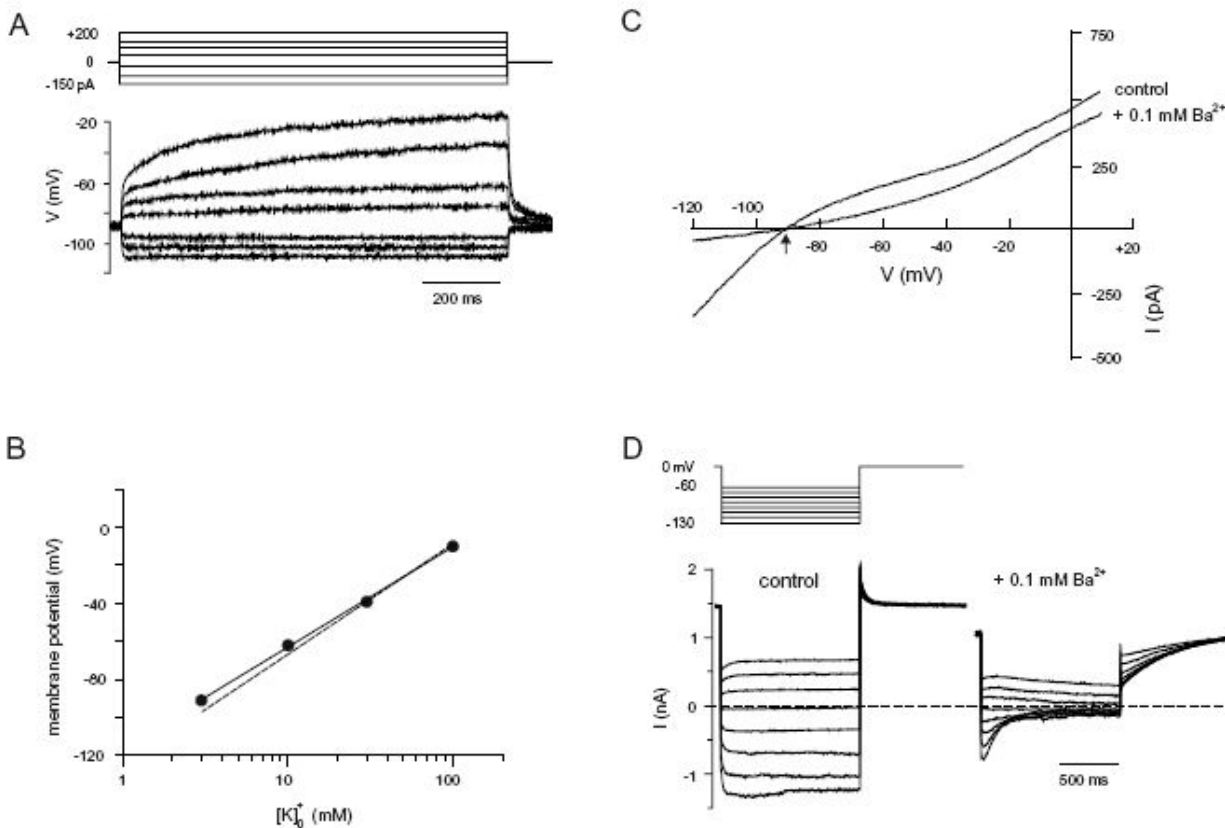 A
+200
0
-150 pA
-20
-60
-100
V (mV)
200 ms
B
0
-40
-80
-120
membrane potential (mV)
1
10
100
[K]₀⁺ (mM)
C
750
250
-250
-500
I (pA)
control
+ 0.1 mM Ba²⁺
-120
-100
-80
-60
-40
-20
+20
V (mV)
D
0 mV
-60
-130
2
1
0
-1
I (nA)
control
+ 0.1 mM Ba²⁺
500 ms